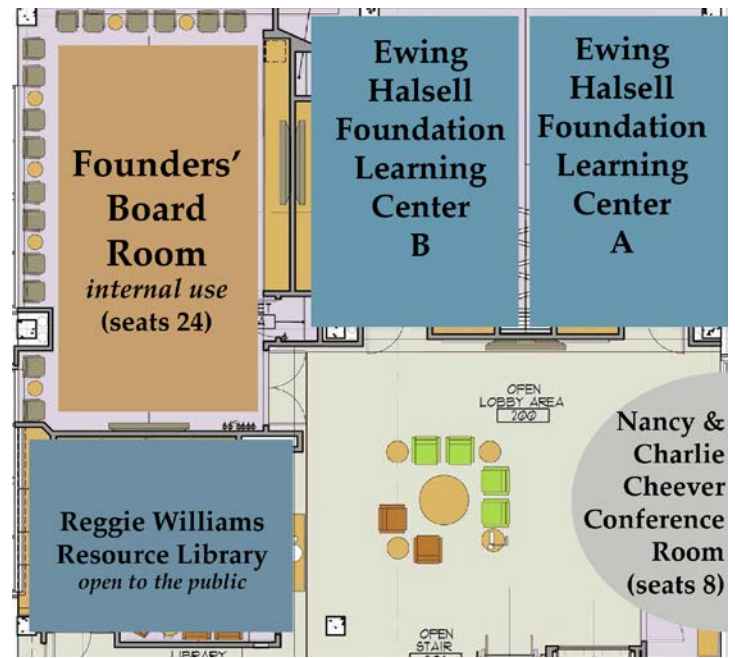 Founders'
Board
Room
internal use
(seats 24)
Ewing
Halsell
Foundation
Learning
Center
B
Ewing
Halsell
Foundation
Learning
Center
A
OPEN
LOBBY AREA
200
Nancy &
Charlie
Cheever
Conference
Room
(seats 8)
Reggie Williams
Resource Library
open to the public
OPEN
STAIR
LIBRARY